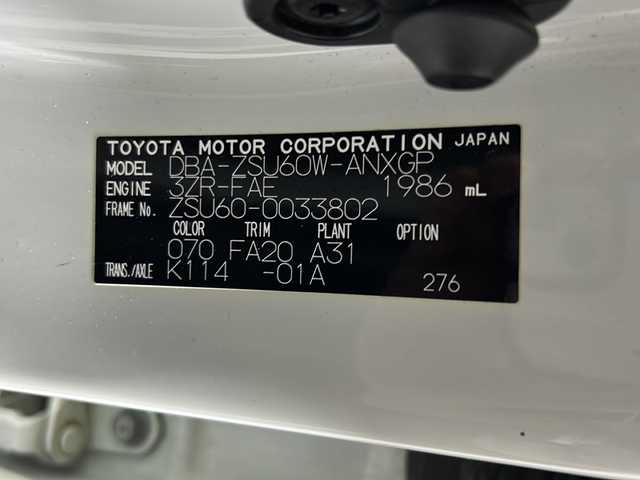 TOYOTA MOTOR CORPORATION JAPAN
MODEL DBA-ZSU60W-ANXGP
ENGINE 3ZR-FAE 1986 mL
FRAME No. ZSU60-0033802
COLOR TRIM PLANT OPTION
070 FA20 A31
TRANS./AXLE K114 -01A
276